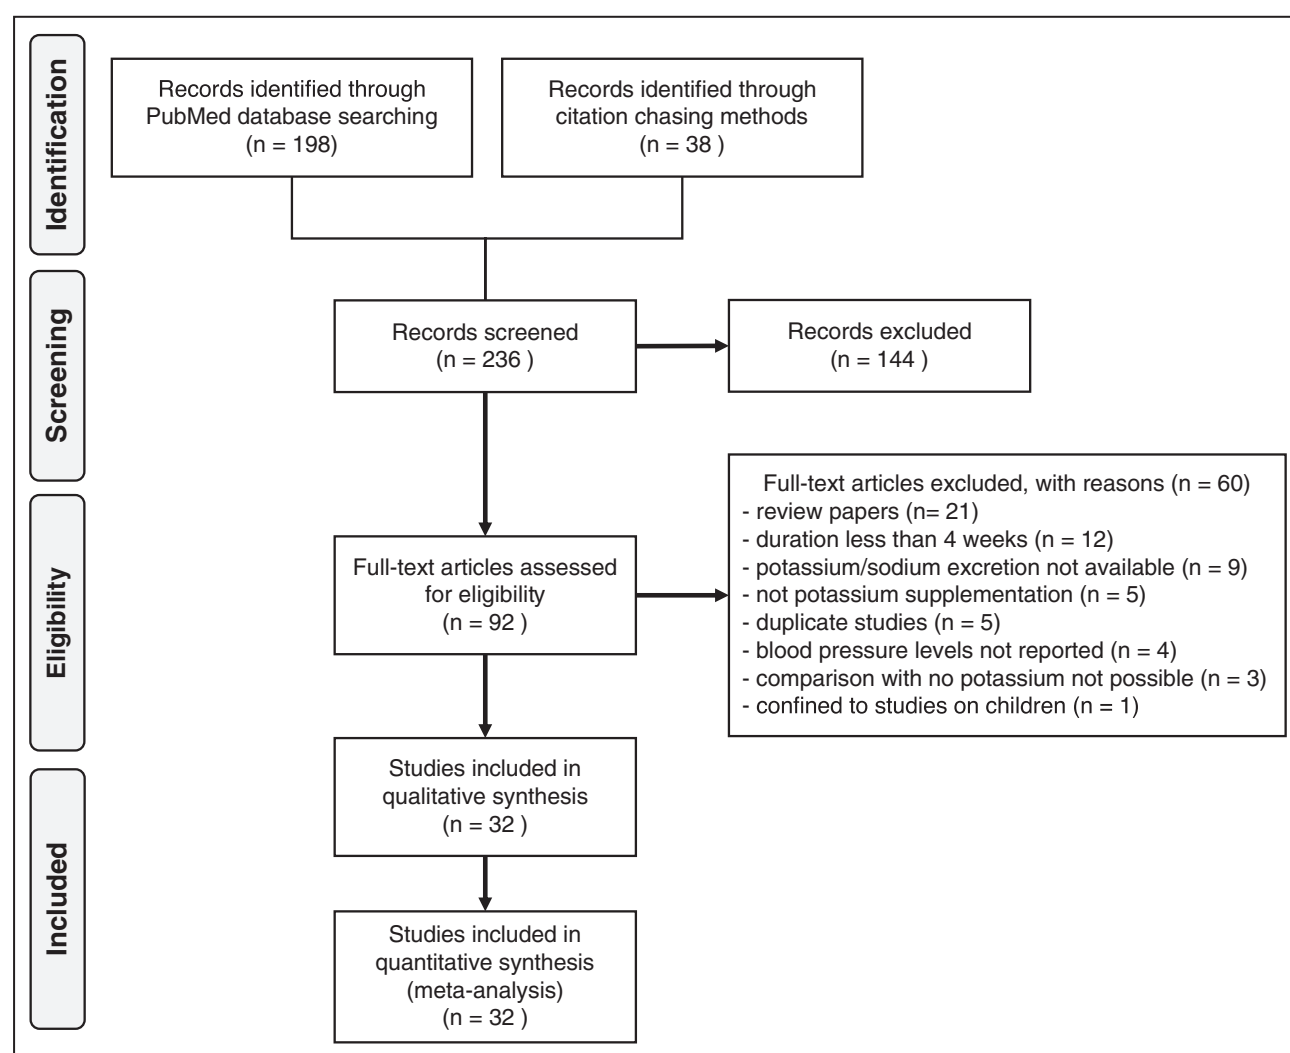 Identification
Records identified through
PubMed database searching
(n = 198)
Records identified through
citation chasing methods
(n = 38 )
Screening
Records screened
(n = 236 )
Records excluded
(n = 144 )
Eligibility
Full-text articles assessed
for eligibility
(n = 92 )
Full-text articles excluded, with reasons (n = 60)
- review papers (n= 21)
- duration less than 4 weeks (n = 12)
- potassium/sodium excretion not available (n = 9)
- not potassium supplementation (n = 5)
- duplicate studies (n = 5)
- blood pressure levels not reported (n = 4)
- comparison with no potassium not possible (n = 3)
- confined to studies on children (n = 1)
Included
Studies included in
qualitative synthesis
(n = 32 )
Studies included in
quantitative synthesis
(meta-analysis)
(n = 32 )